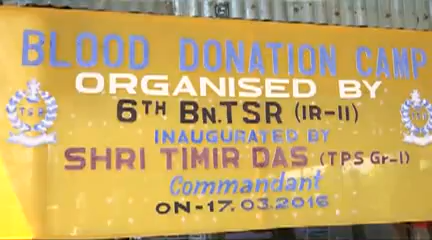 BLOOD DONATION CAMP
ORGANISED BY
6TH BN.TSR (IR-II)
INAUGURATED BY
SHRI TIMIR DAS (TPS Gr-I)
Commandant
ON-17.03.2016
TSR